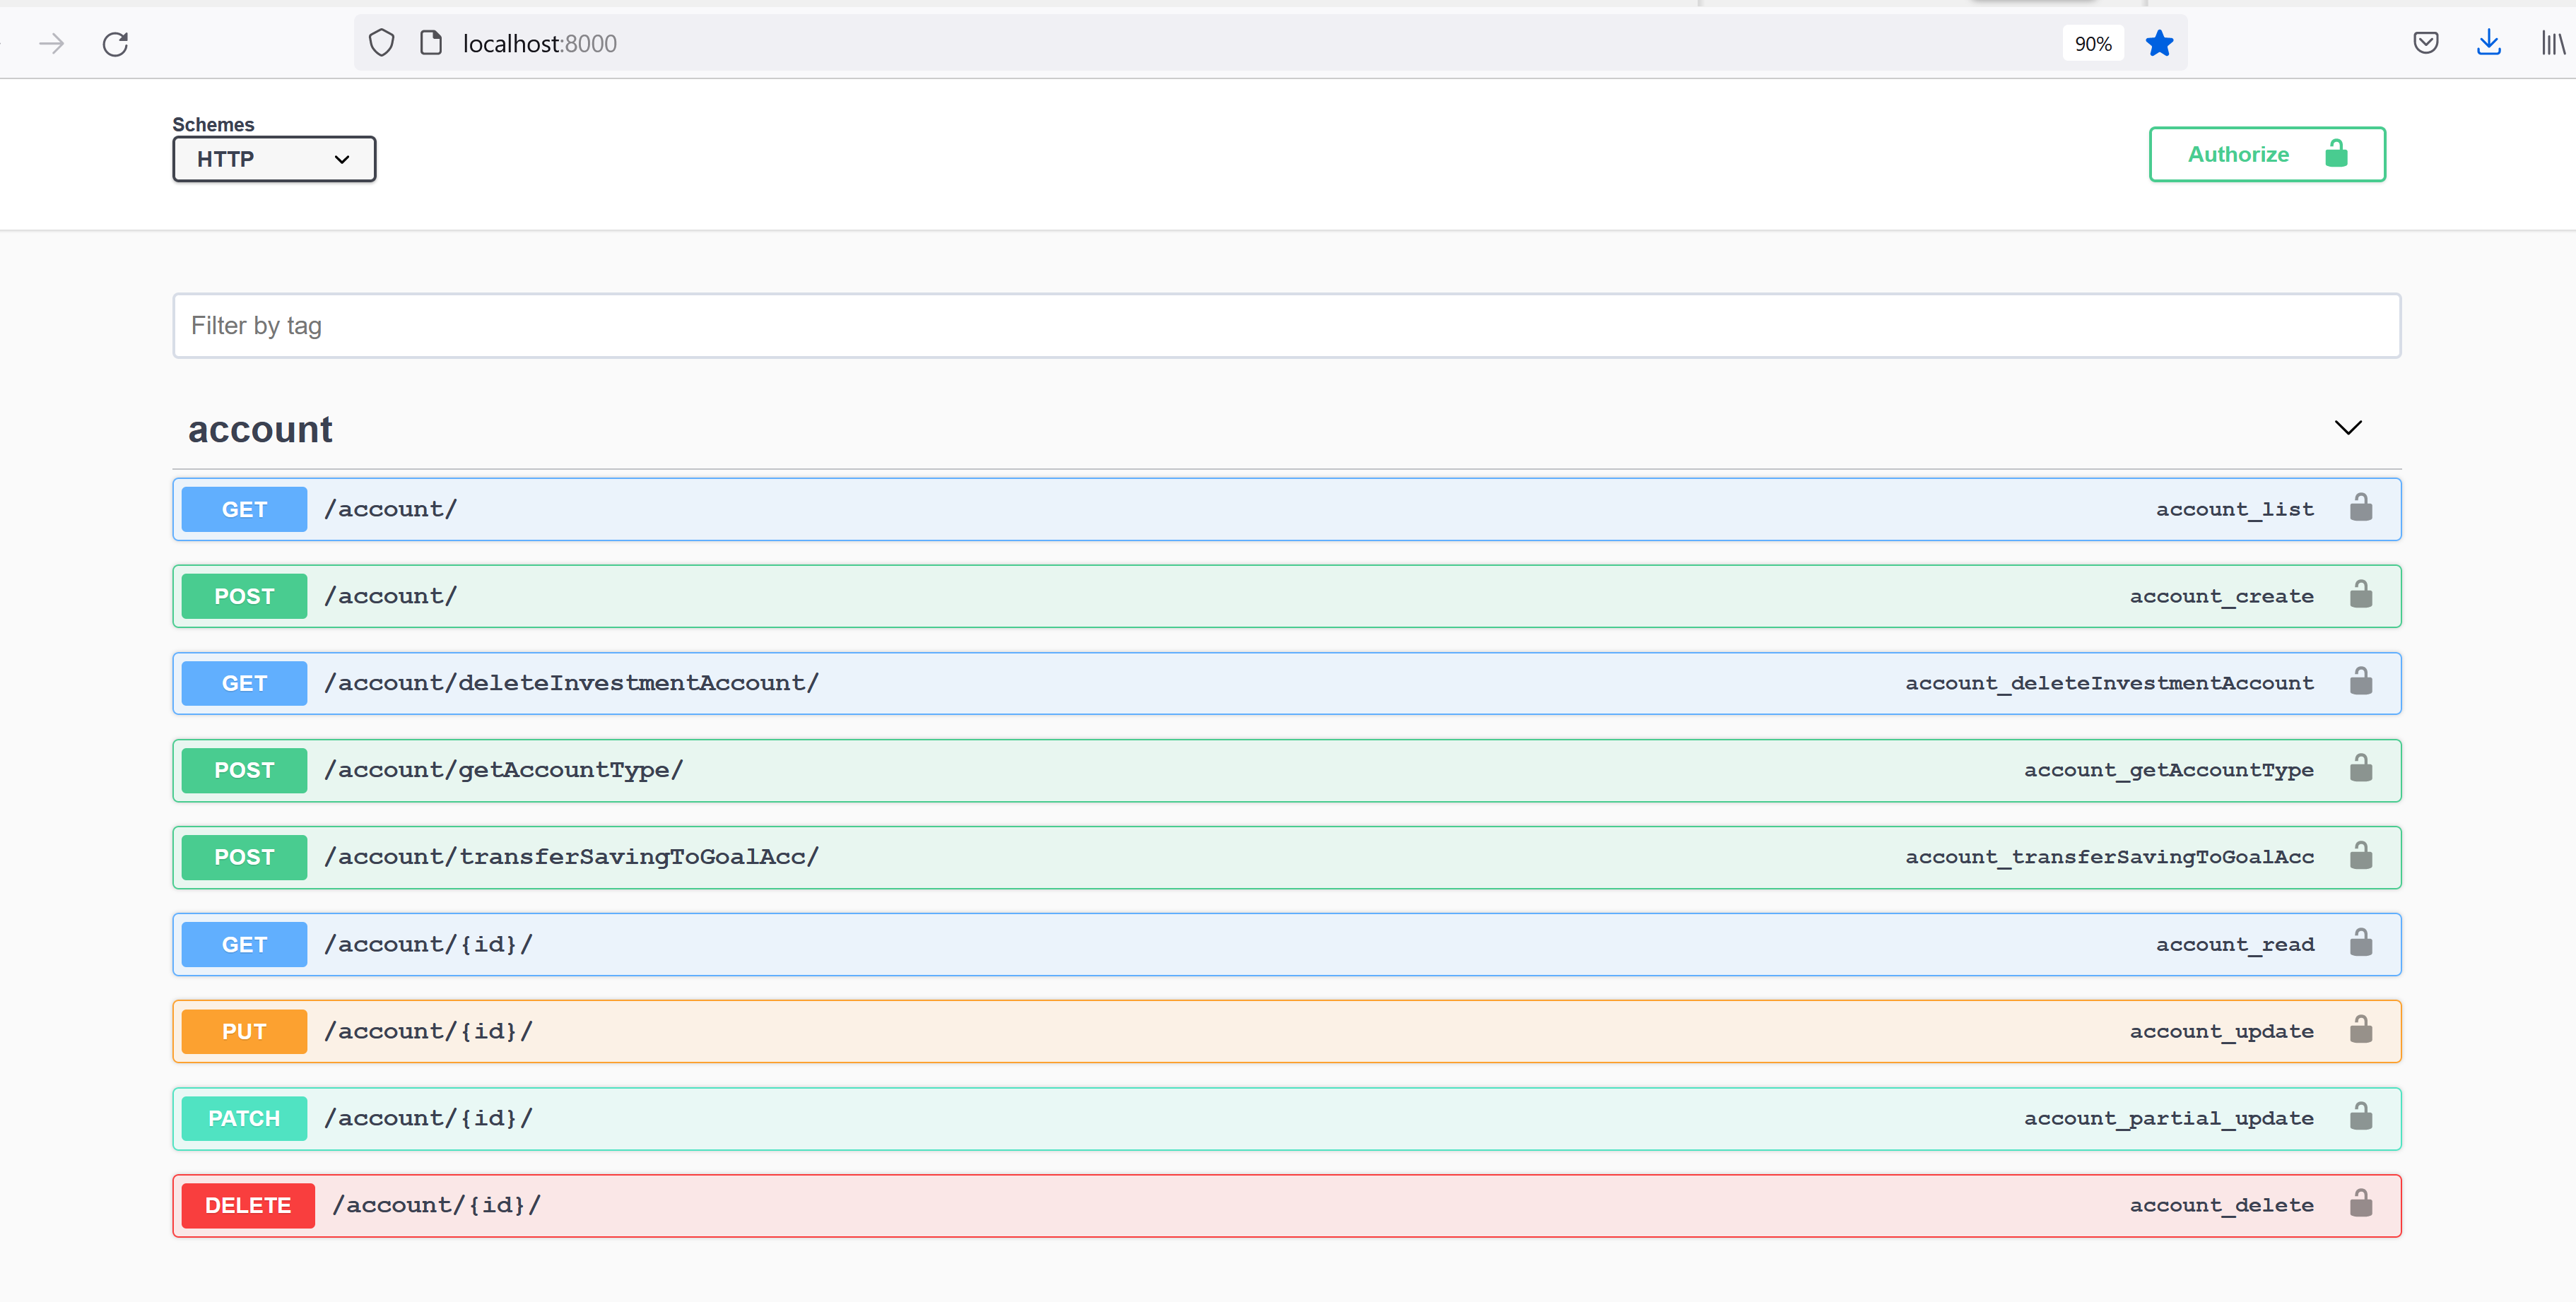 localhost:8000
90%
Schemes
HTTP
Authorize
Filter by tag
account
GET /account/ account_list
POST /account/ account_create
GET /account/deleteInvestmentAccount/ account_deleteInvestmentAccount
POST /account/getAccountType/ account_getAccountType
POST /account/transferSavingToGoalAcc/ account_transferSavingToGoalAcc
GET /account/{id}/ account_read
PUT /account/{id}/ account_update
PATCH /account/{id}/ account_partial_update
DELETE /account/{id}/ account_delete